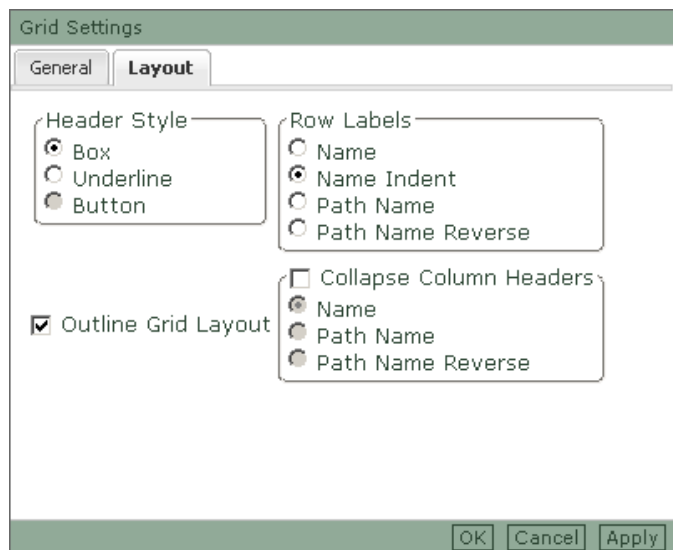 Grid Settings
General Layout
Header Style
Box
Underline
Button
Row Labels
Name
Name Indent
Path Name
Path Name Reverse
Outline Grid Layout
Collapse Column Headers
Name
Path Name
Path Name Reverse
OK Cancel Apply